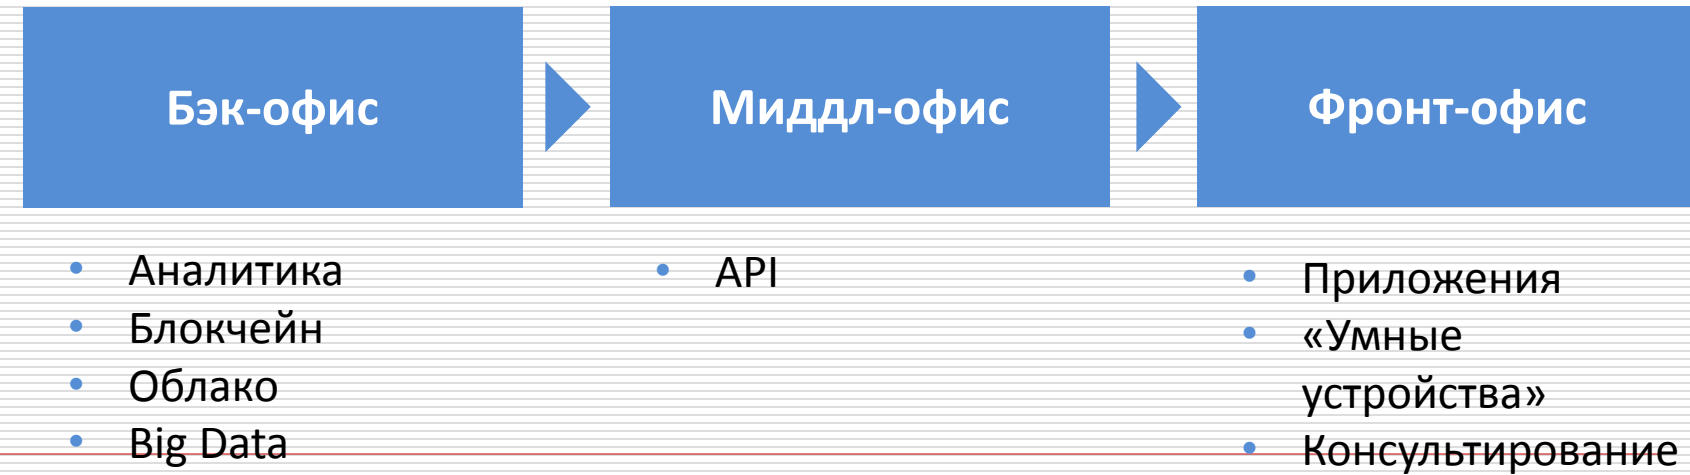 Бэк-офис
Миддл-офис
Фронт-офис
Аналитика
Блокчейн
Облако
Big Data
API
Приложения
«Умные
устройства»
Консультирование